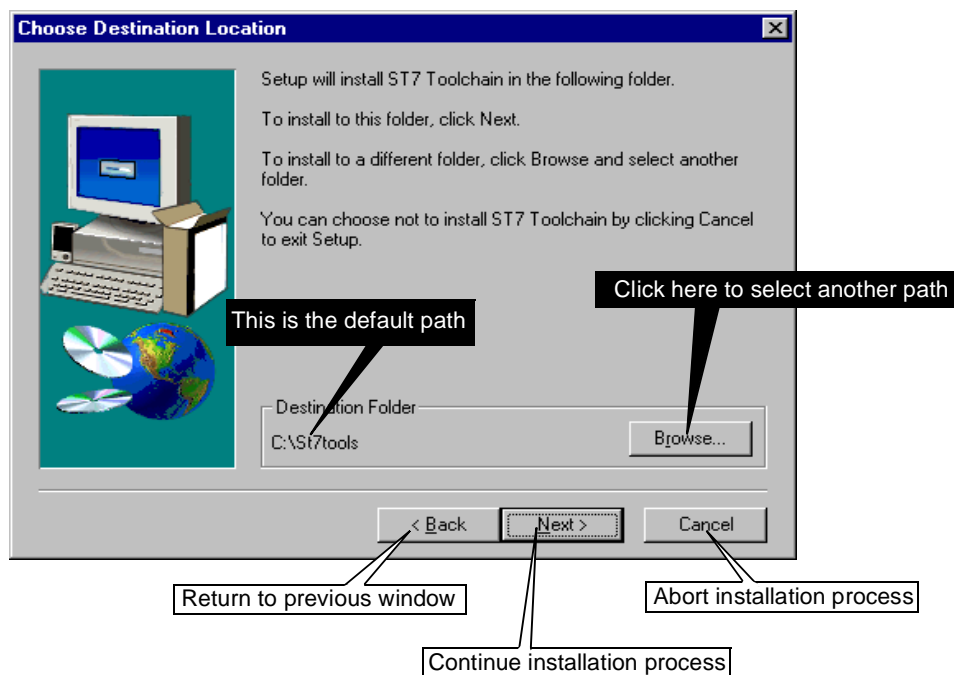 Choose Destination Location
Setup will install ST7 Toolchain in the following folder.
To install to this folder, click Next.
To install to a different folder, click Browse and select another
folder.
You can choose not to install ST7 Toolchain by clicking Cancel
to exit Setup.
Click here to select another path
This is the default path
Destination Folder
C:\St7tools
Browse...
< Back
Next >
Cancel
Return to previous window
Abort installation process
Continue installation process